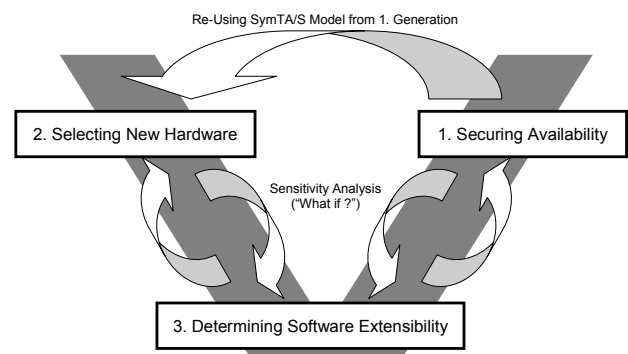 Re-Using SymTA/S Model from 1. Generation
2. Selecting New Hardware
1. Securing Availability
Sensitivity Analysis
("What if ?")
3. Determining Software Extensibility